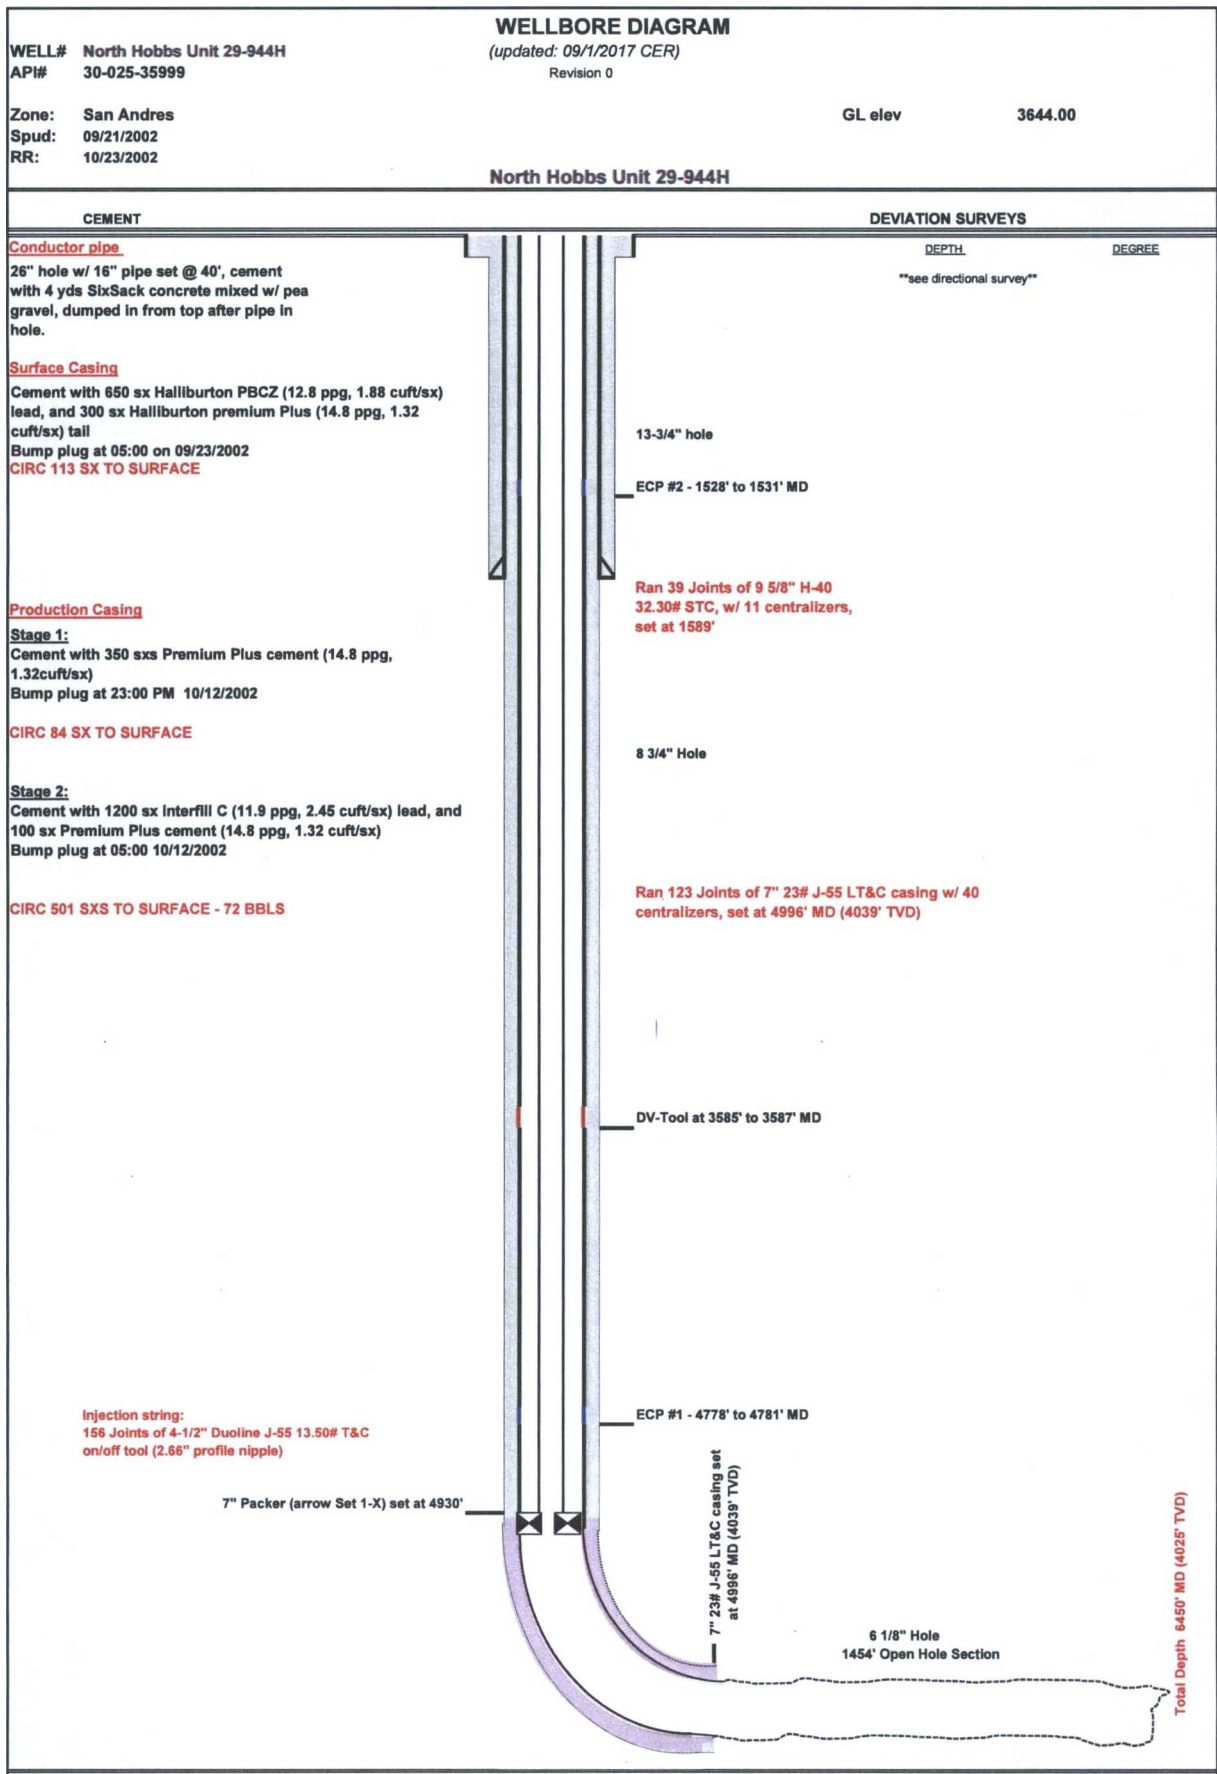 WELLBORE DIAGRAM
WELL# North Hobbs Unit 29-944H
(updated: 09/1/2017 CER)
API# 30-025-35999
Revision 0
Zone: San Andres
GL elev 3644.00
Spud: 09/21/2002
RR: 10/23/2002
North Hobbs Unit 29-944H
CEMENT
DEVIATION SURVEYS
Conductor pipe
DEPTH DEGREE
26" hole w/ 16" pipe set @ 40', cement
with 4 yds SixSack concrete mixed w/ pea
gravel, dumped in from top after pipe in
hole.
**see directional survey**
Surface Casing
Cement with 650 sx Halliburton PBCZ (12.8 ppg, 1.88 cuft/sx)
lead, and 300 sx Halliburton premium Plus (14.8 ppg, 1.32
cuft/sx) tail
Bump plug at 05:00 on 09/23/2002
CIRC 113 SX TO SURFACE
13-3/4" hole
ECP #2 - 1528' to 1531' MD
Ran 39 Joints of 9 5/8" H-40
32.30# STC, w/ 11 centralizers,
set at 1589'
Production Casing
Stage 1:
Cement with 350 sxs Premium Plus cement (14.8 ppg,
1.32cuft/sx)
Bump plug at 23:00 PM 10/12/2002
CIRC 84 SX TO SURFACE
8 3/4" Hole
Stage 2:
Cement with 1200 sx Interfill C (11.9 ppg, 2.45 cuft/sx) lead, and
100 sx Premium Plus cement (14.8 ppg, 1.32 cuft/sx)
Bump plug at 05:00 10/12/2002
CIRC 501 SXS TO SURFACE - 72 BBLS
Ran 123 Joints of 7" 23# J-55 LT&C casing w/ 40
centralizers, set at 4996' MD (4039' TVD)
DV-Tool at 3585' to 3587' MD
ECP #1 - 4778' to 4781' MD
Injection string:
156 Joints of 4-1/2" Duoline J-55 13.50# T&C
on/off tool (2.66" profile nipple)
7" Packer (arrow Set 1-X) set at 4930'
7" 23# J-55 LT&C casing set
at 4996' MD (4039' TVD)
6 1/8" Hole
1454' Open Hole Section
Total Depth 6450' MD (4025' TVD)